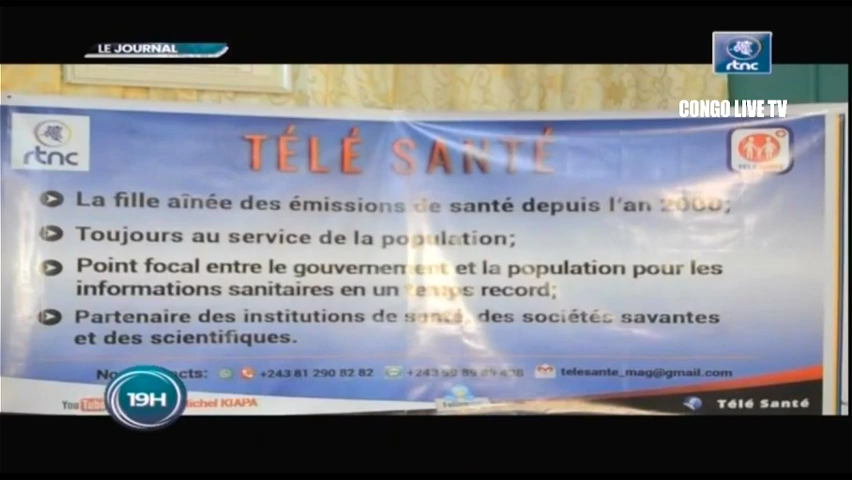 LE JOURNAL
rtnc
CONGO LIVE TV
rtnc
TÉLÉ SANTÉ
La fille aînée des émissions de santé depuis l'an 2000;
Toujours au service de la population;
Point focal entre le gouvernement et la population pour les
informations sanitaires en un temps record;
Partenaire des institutions de santé, des sociétés savantes
et des scientifiques.
+243 81 290 82 82
telesante_mag@gmail.com
19H
YouTube
KIAPA
Télé Santé